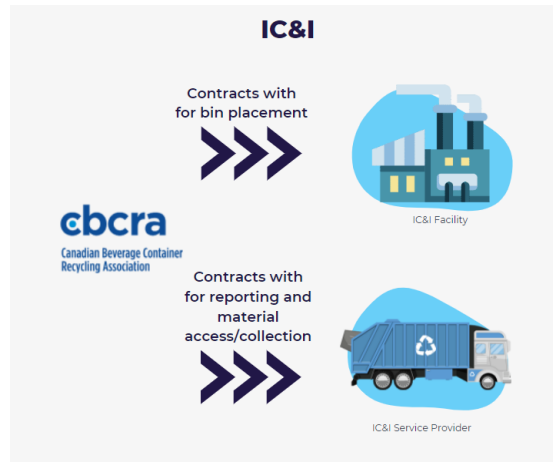 IC&I
Contracts with
for bin placement
IC&I Facility
cbcra
Canadian Beverage Container
Recycling Association
Contracts with
for reporting and
material
access/collection
IC&I Service Provider